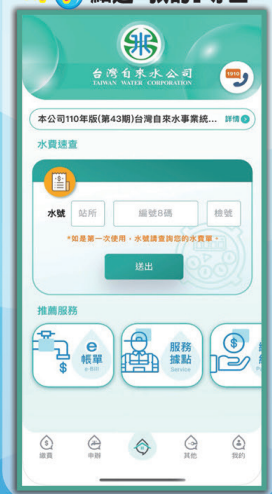 台灣自來水公司
TAIWAN WATER CORPORATION
1910
本公司110年版(第43期)台灣自來水事業統... 詳情
水費速查
水號 站所 編號8碼 檢號
*如是第一次使用，水號請查詢您的水費單。
送出
推薦服務
e
帳單
e-Bill
服務
據點
Service
繳費 申辦 其他 我的